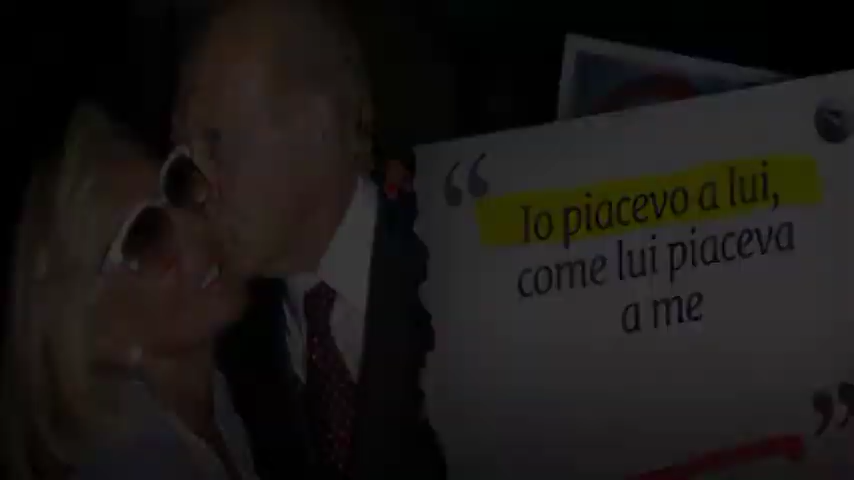 “
Io piacevo a lui,
come lui piaceva
a me
”